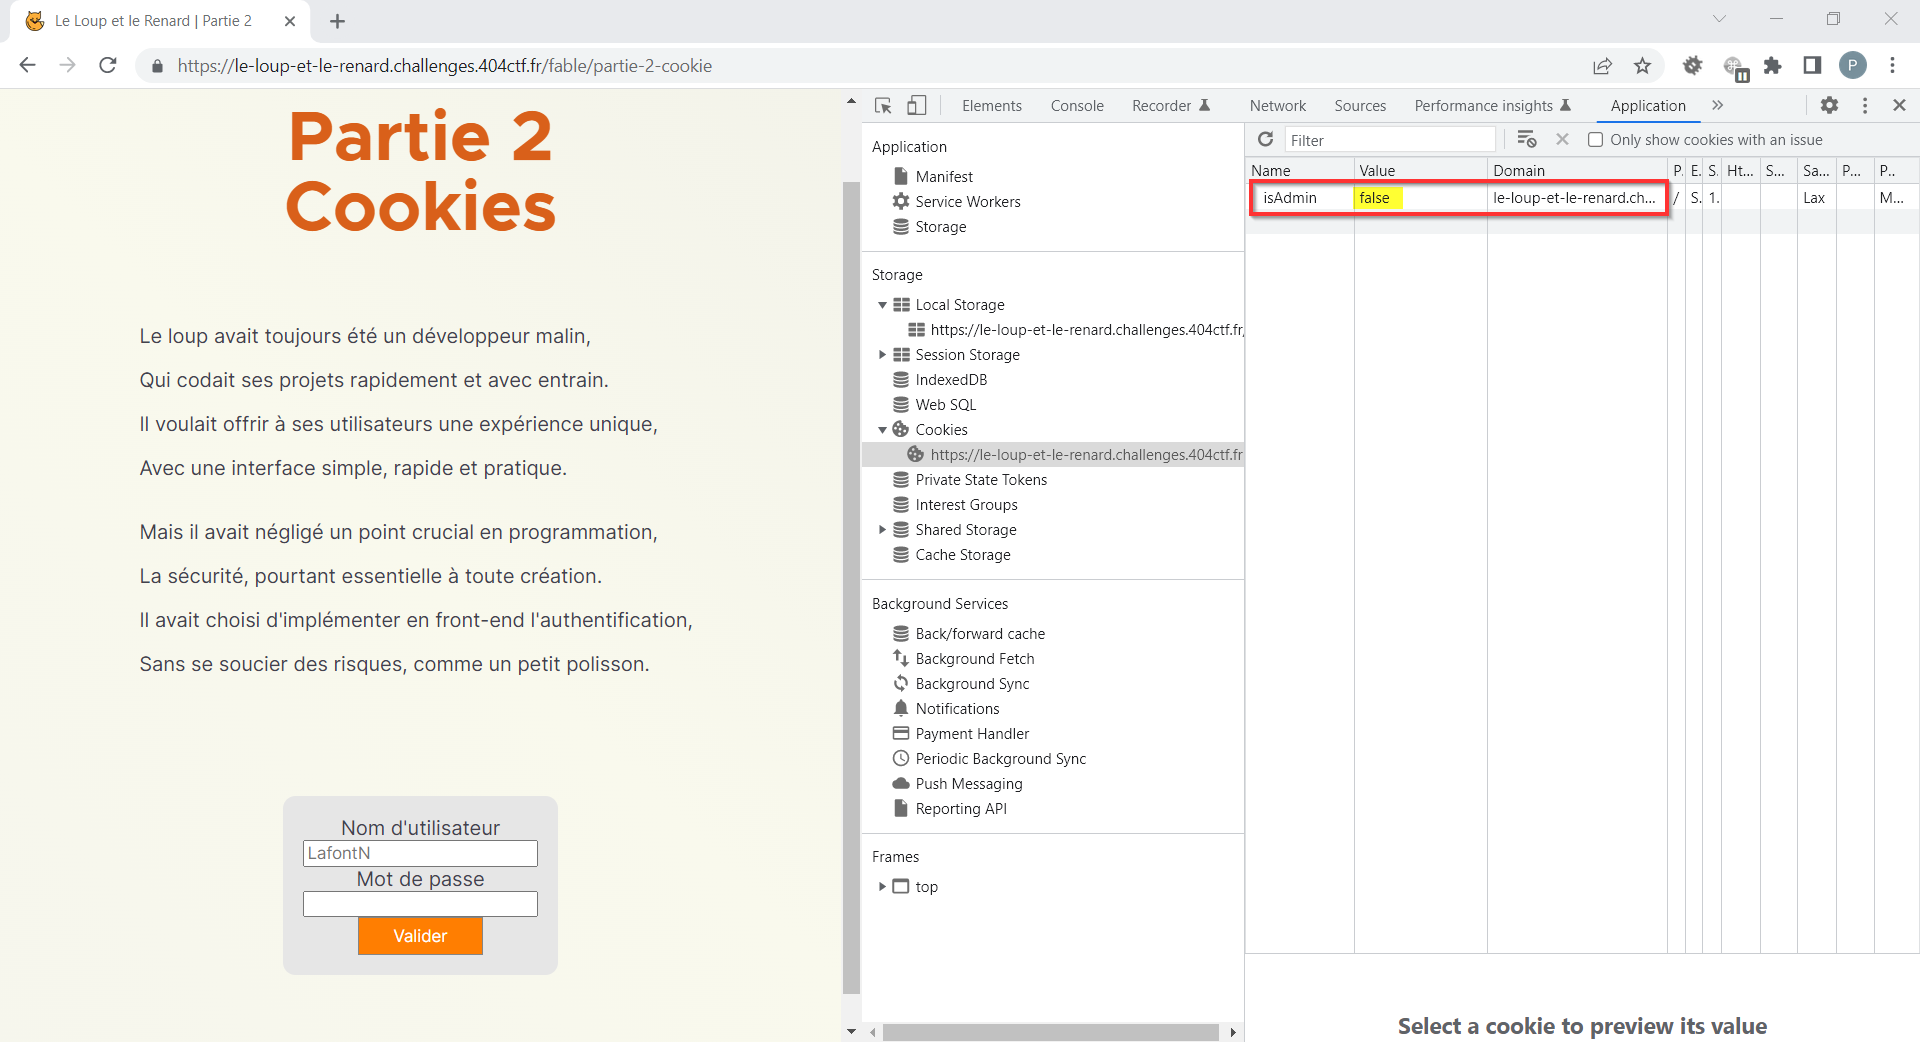 Le Loup et le Renard | Partie 2
https://le-loup-et-le-renard.challenges.404ctf.fr/fable/partie-2-cookie
P
Partie 2
Cookies
Le loup avait toujours été un développeur malin,
Qui codait ses projets rapidement et avec entrain.
Il voulait offrir à ses utilisateurs une expérience unique,
Avec une interface simple, rapide et pratique.
Mais il avait négligé un point crucial en programmation,
La sécurité, pourtant essentielle à toute création.
Il avait choisi d'implémenter en front-end l'authentification,
Sans se soucier des risques, comme un petit polisson.
Nom d'utilisateur
LafontN
Mot de passe
Valider
Elements Console Recorder Network Sources Performance insights Application
Application
Manifest
Service Workers
Storage
Storage
Local Storage
https://le-loup-et-le-renard.challenges.404ctf.fr,
Session Storage
IndexedDB
Web SQL
Cookies
https://le-loup-et-le-renard.challenges.404ctf.fr
Private State Tokens
Interest Groups
Shared Storage
Cache Storage
Background Services
Back/forward cache
Background Fetch
Background Sync
Notifications
Payment Handler
Periodic Background Sync
Push Messaging
Reporting API
Frames
top
Filter Only show cookies with an issue
Name Value Domain P. E. S. Ht... S... Sa... P... P..
isAdmin false le-loup-et-le-renard.ch... / S. 1. Lax M...
Select a cookie to preview its value